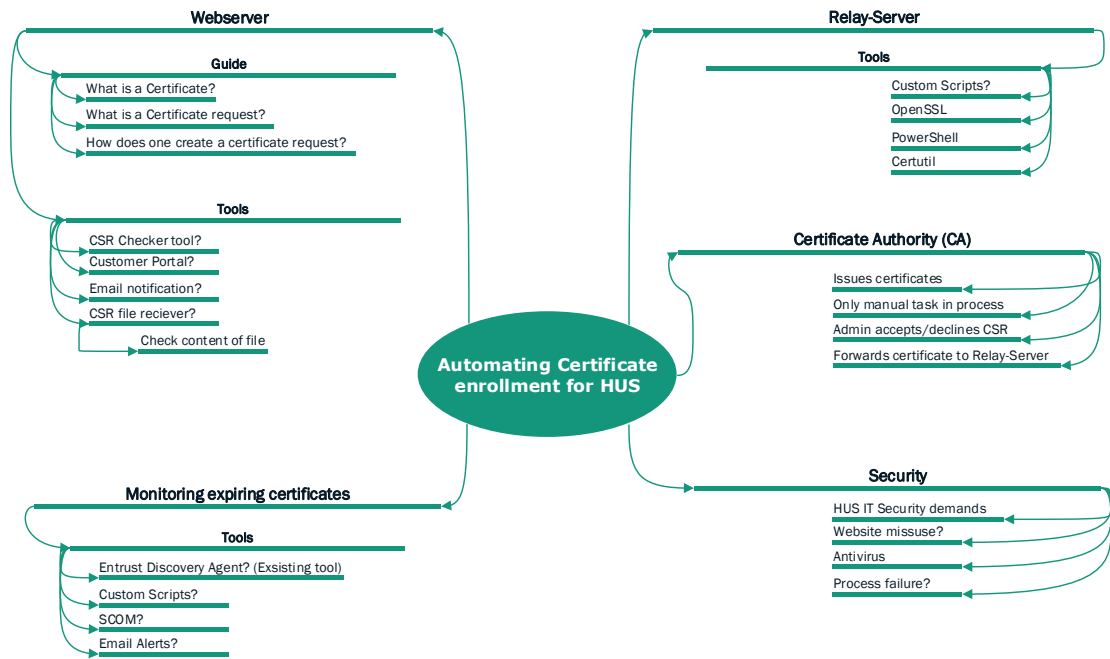 Webserver
Guide
What is a Certificate?
What is a Certificate request?
How does one create a certificate request?
Tools
CSR Checker tool?
Customer Portal?
Email notification?
CSR file reciever?
Check content of file
Relay-Server
Tools
Custom Scripts?
OpenSSL
PowerShell
Certutil
Certificate Authority (CA)
Issues certificates
Only manual task in process
Admin accepts/declines CSR
Forwards certificate to Relay-Server
Automating Certificate
enrollment for HUS
Monitoring expiring certificates
Tools
Entrust Discovery Agent? (Exsisting tool)
Custom Scripts?
SCOM?
Email Alerts?
Security
HUS IT Security demands
Website missuse?
Antivirus
Process failure?